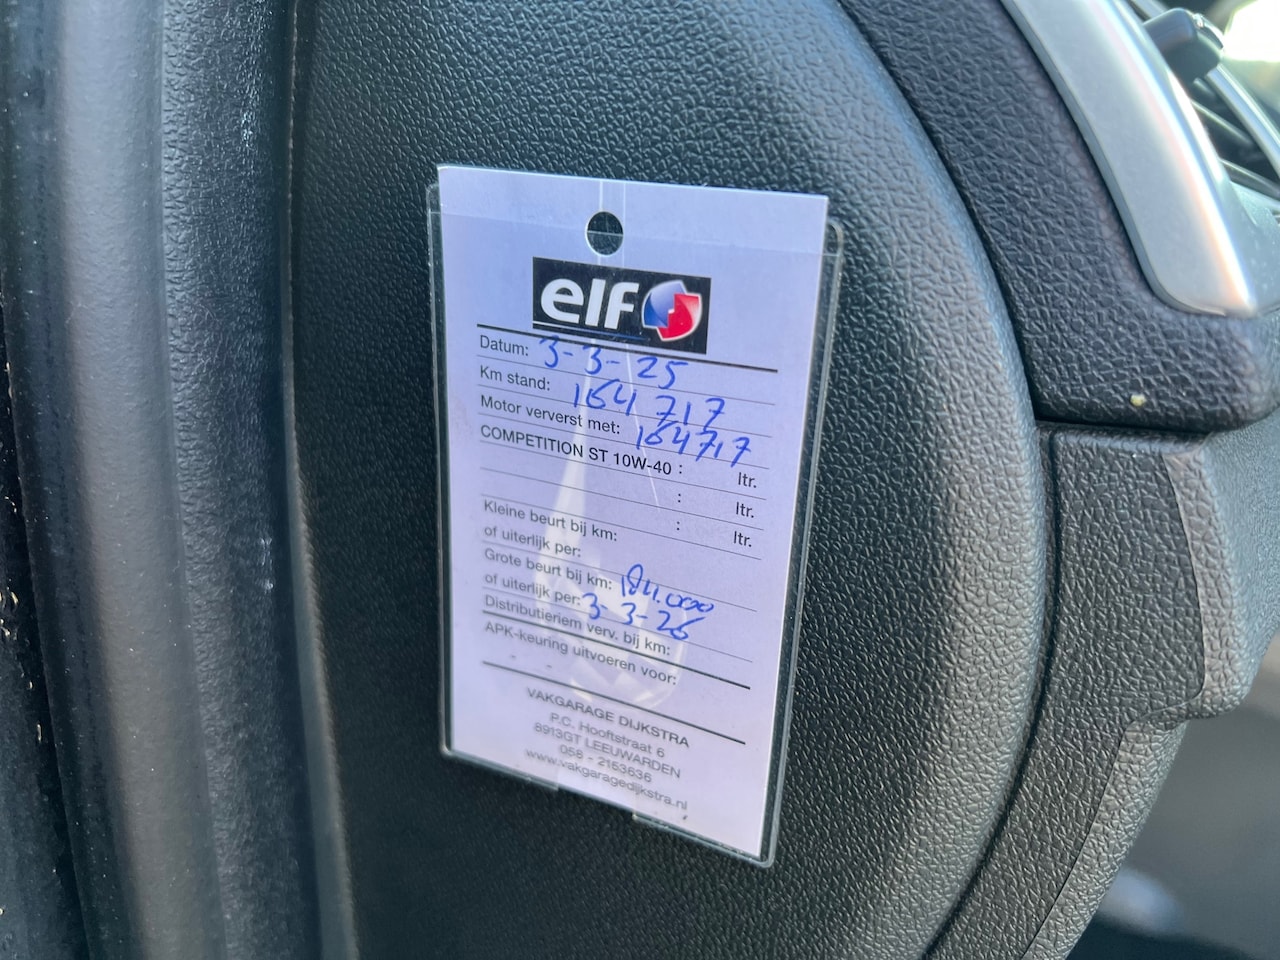 elf
Datum: 3-3-25
Km stand: 164 717
Motor ververst met: 164717
COMPETITION ST 10W-40 : ltr.
: ltr.
: ltr.
Kleine beurt bij km:
of uiterlijk per:
Grote beurt bij km: 184.000
of uiterlijk per: 3-3-26
Distributieriem verv. bij km:
APK-keuring uitvoeren voor:
VAKGARAGE DIJKSTRA
P.C. Hooftstraat 6
8913GT LEEUWARDEN
058 - 2153636
www.vakgaragedijkstra.nl